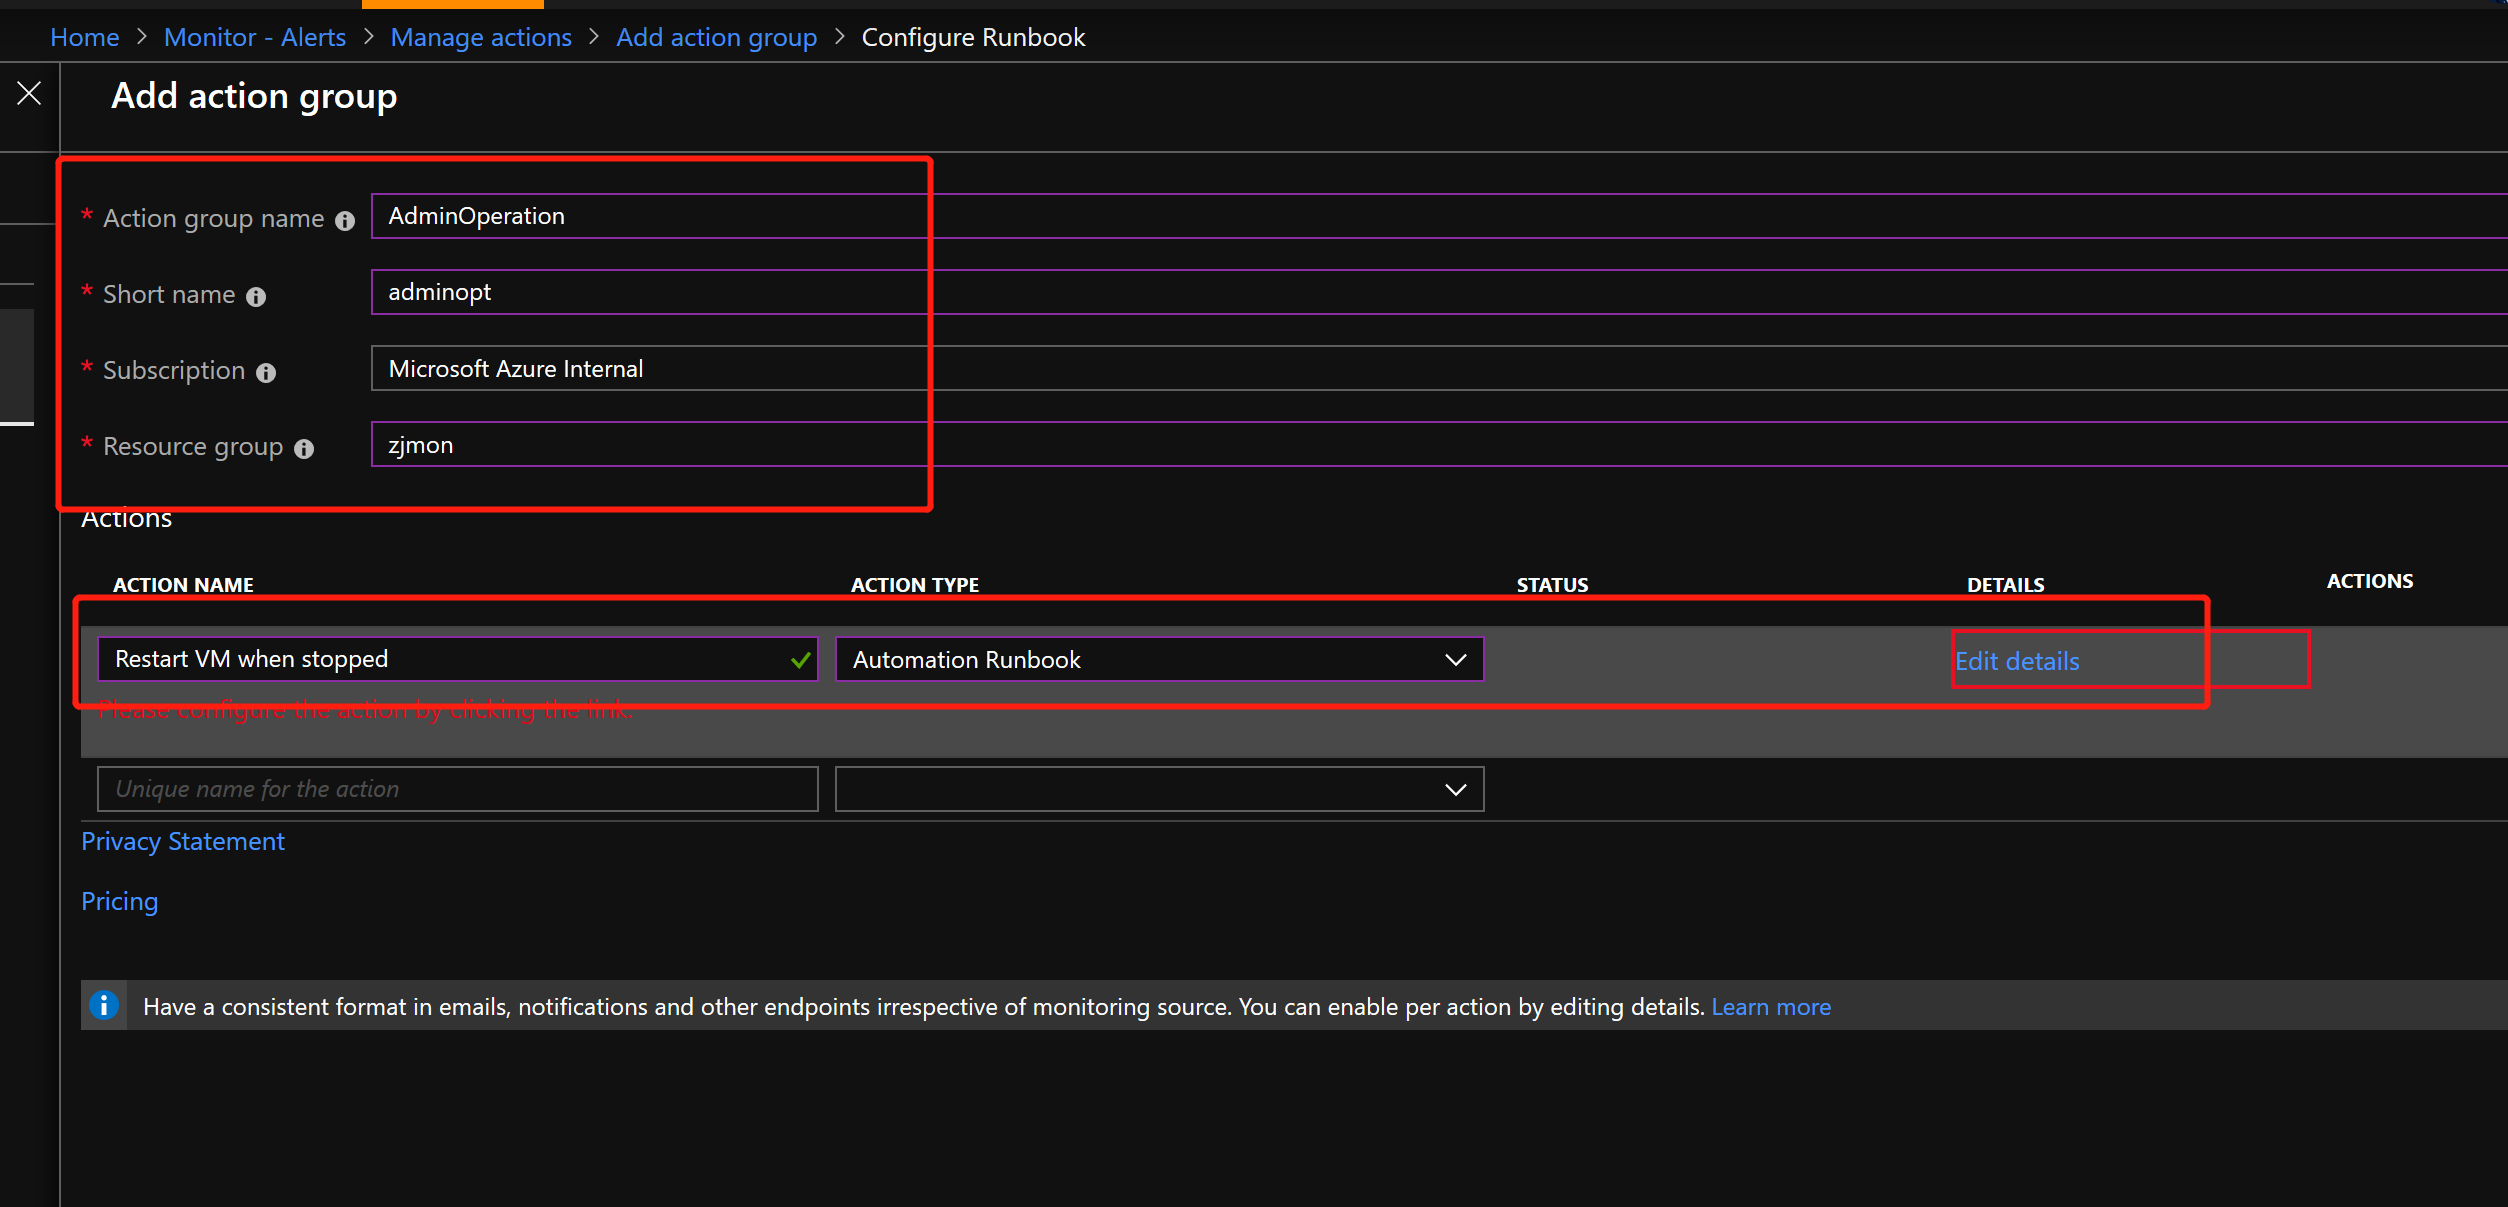 Home > Monitor - Alerts > Manage actions > Add action group > Configure Runbook
Add action group
* Action group name AdminOperation
* Short name adminopt
* Subscription Microsoft Azure Internal
* Resource group zjmon
Actions
ACTION NAME ACTION TYPE STATUS DETAILS ACTIONS
Restart VM when stopped Automation Runbook Edit details
Please configure the action by clicking the link.
Unique name for the action
Privacy Statement
Pricing
Have a consistent format in emails, notifications and other endpoints irrespective of monitoring source. You can enable per action by editing details. Learn more